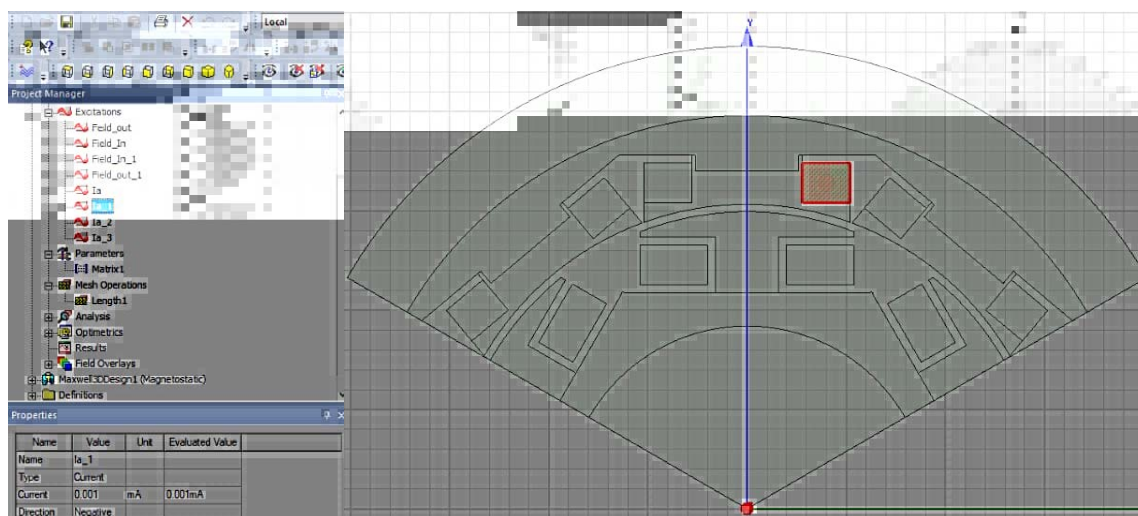 Local
Project Manager
Excitations
Field_out
Field_In
Field_In_1
Field_out_1
Ia
Ia_1
Ia_2
Ia_3
Parameters
Matrix1
Mesh Operations
Length1
Analysis
Optimetrics
Results
Field Overlays
Maxwell3DDesign1 (Magnetostatic)
Definitions
Properties
Name Value Unit Evaluated Value
Name Ia_1
Type Current
Current 0.001 mA 0.001mA
Direction Negative
Y